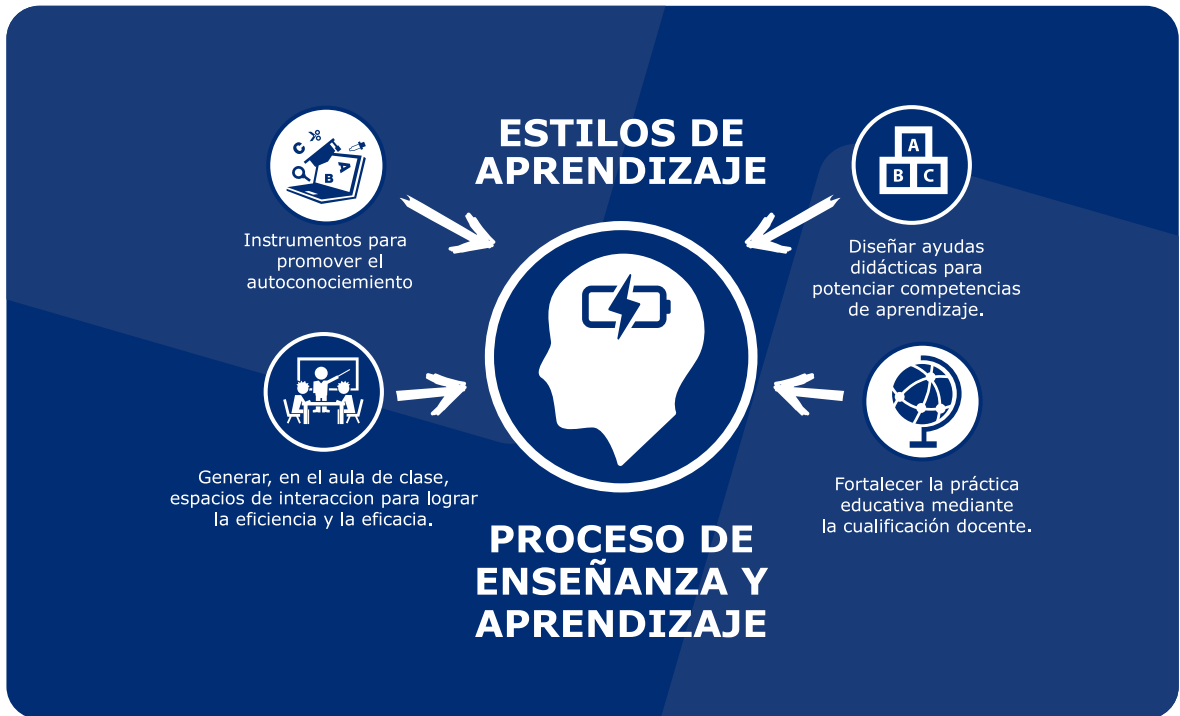 ESTILOS DE
APRENDIZAJE
C
A
B
Instrumentos para
promover el
autoconociemiento
A
B C
Diseñar ayudas
didácticas para
potenciar competencias
de aprendizaje.
Generar, en el aula de clase,
espacios de interaccion para lograr
la eficiencia y la eficacia.
Fortalecer la práctica
educativa mediante
la cualificación docente.
PROCESO DE
ENSEÑANZA Y
APRENDIZAJE